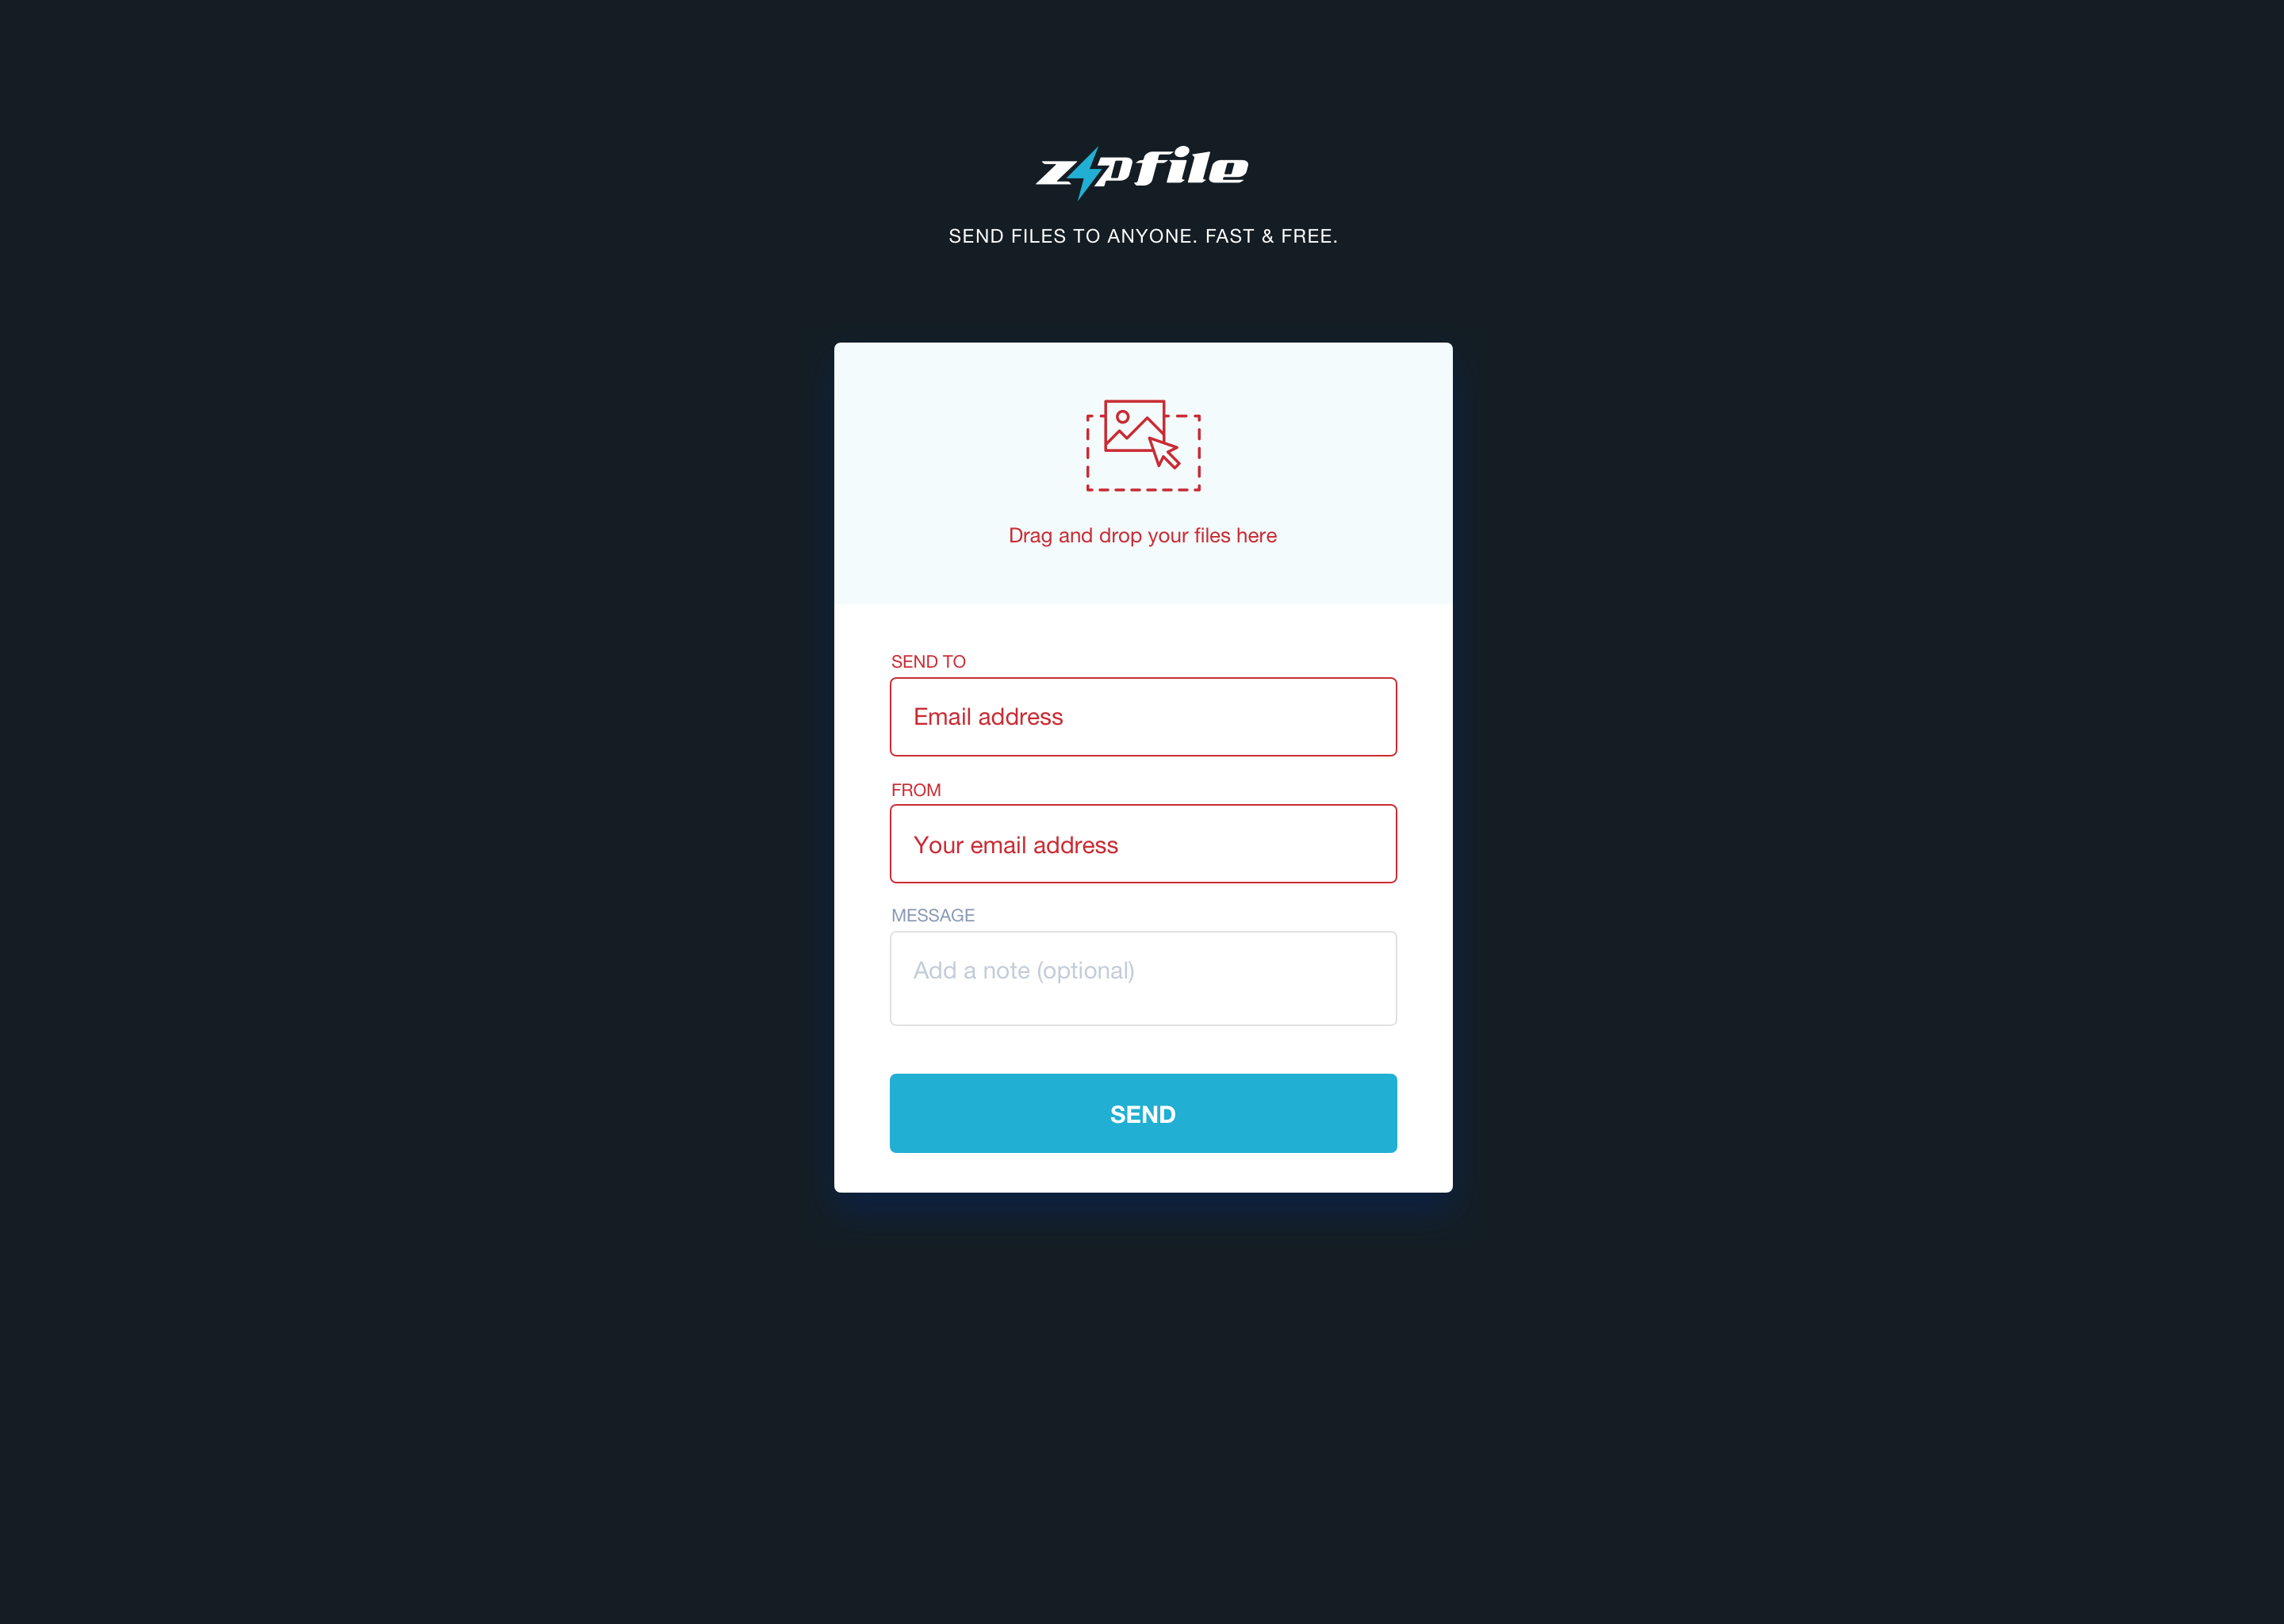 zipfile
SEND FILES TO ANYONE. FAST & FREE.
Drag and drop your files here
SEND TO
Email address
FROM
Your email address
MESSAGE
Add a note (optional)
SEND